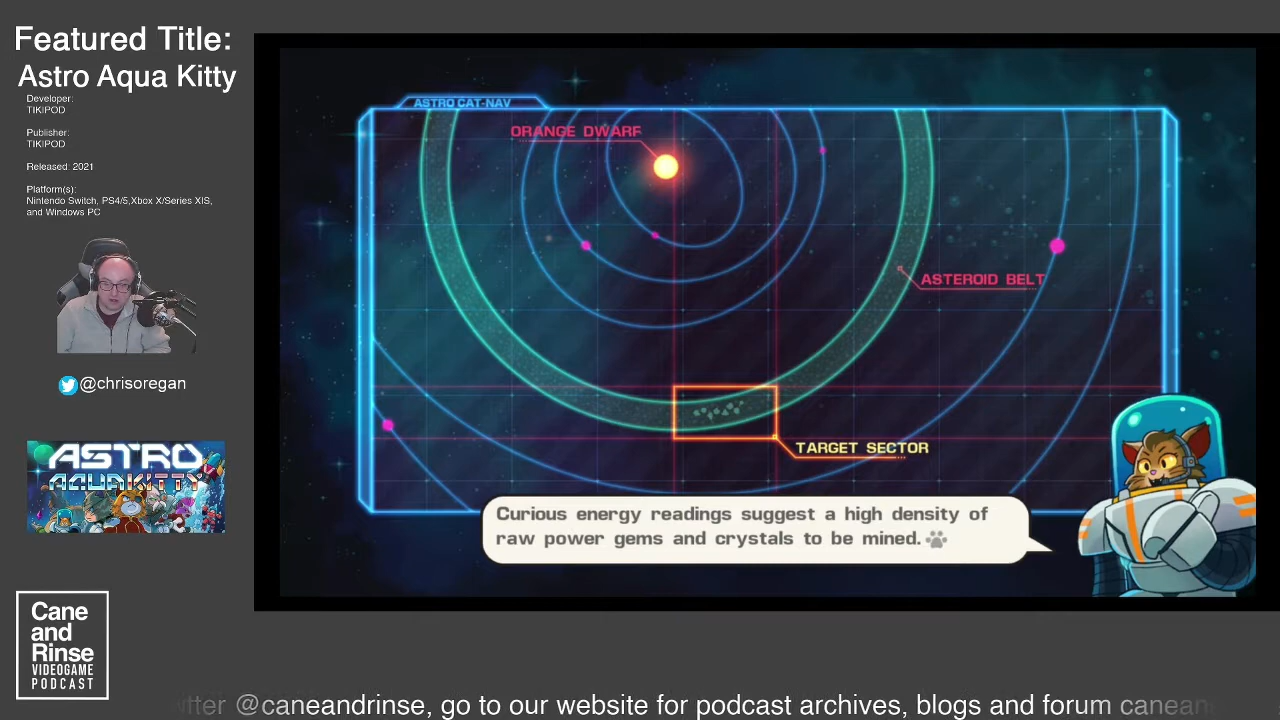 Featured Title:
Astro Aqua Kitty
Developer:
TIKIPOD
Publisher:
TIKIPOD
Released: 2021
Platform(s):
Nintendo Switch, PS4/5,Xbox X/Series XIS,
and Windows PC
@chrisoregan
ASTRO
AQUA KITTY
Cane
and
Rinse
VIDEOGAME
PODCAST
ASTRO CAT-NAV
ORANGE DWARF
ASTEROID BELT
TARGET SECTOR
Curious energy readings suggest a high density of
raw power gems and crystals to be mined.
@caneandrinse, go to our website for podcast archives, blogs and forum